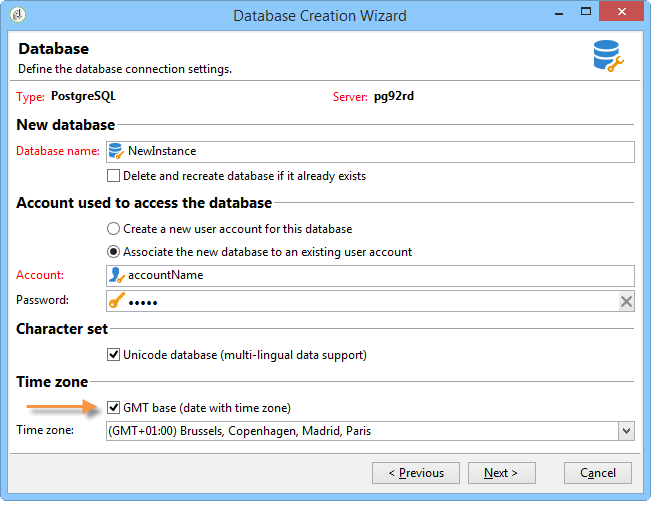 Database Creation Wizard
Database
Define the database connection settings.
Type: PostgreSQL Server: pg92rd
New database
Database name: NewInstance
Delete and recreate database if it already exists
Account used to access the database
Create a new user account for this database
Associate the new database to an existing user account
Account: accountName
Password: •••••
Character set
Unicode database (multi-lingual data support)
Time zone
GMT base (date with time zone)
Time zone: (GMT+01:00) Brussels, Copenhagen, Madrid, Paris
< Previous Next > Cancel